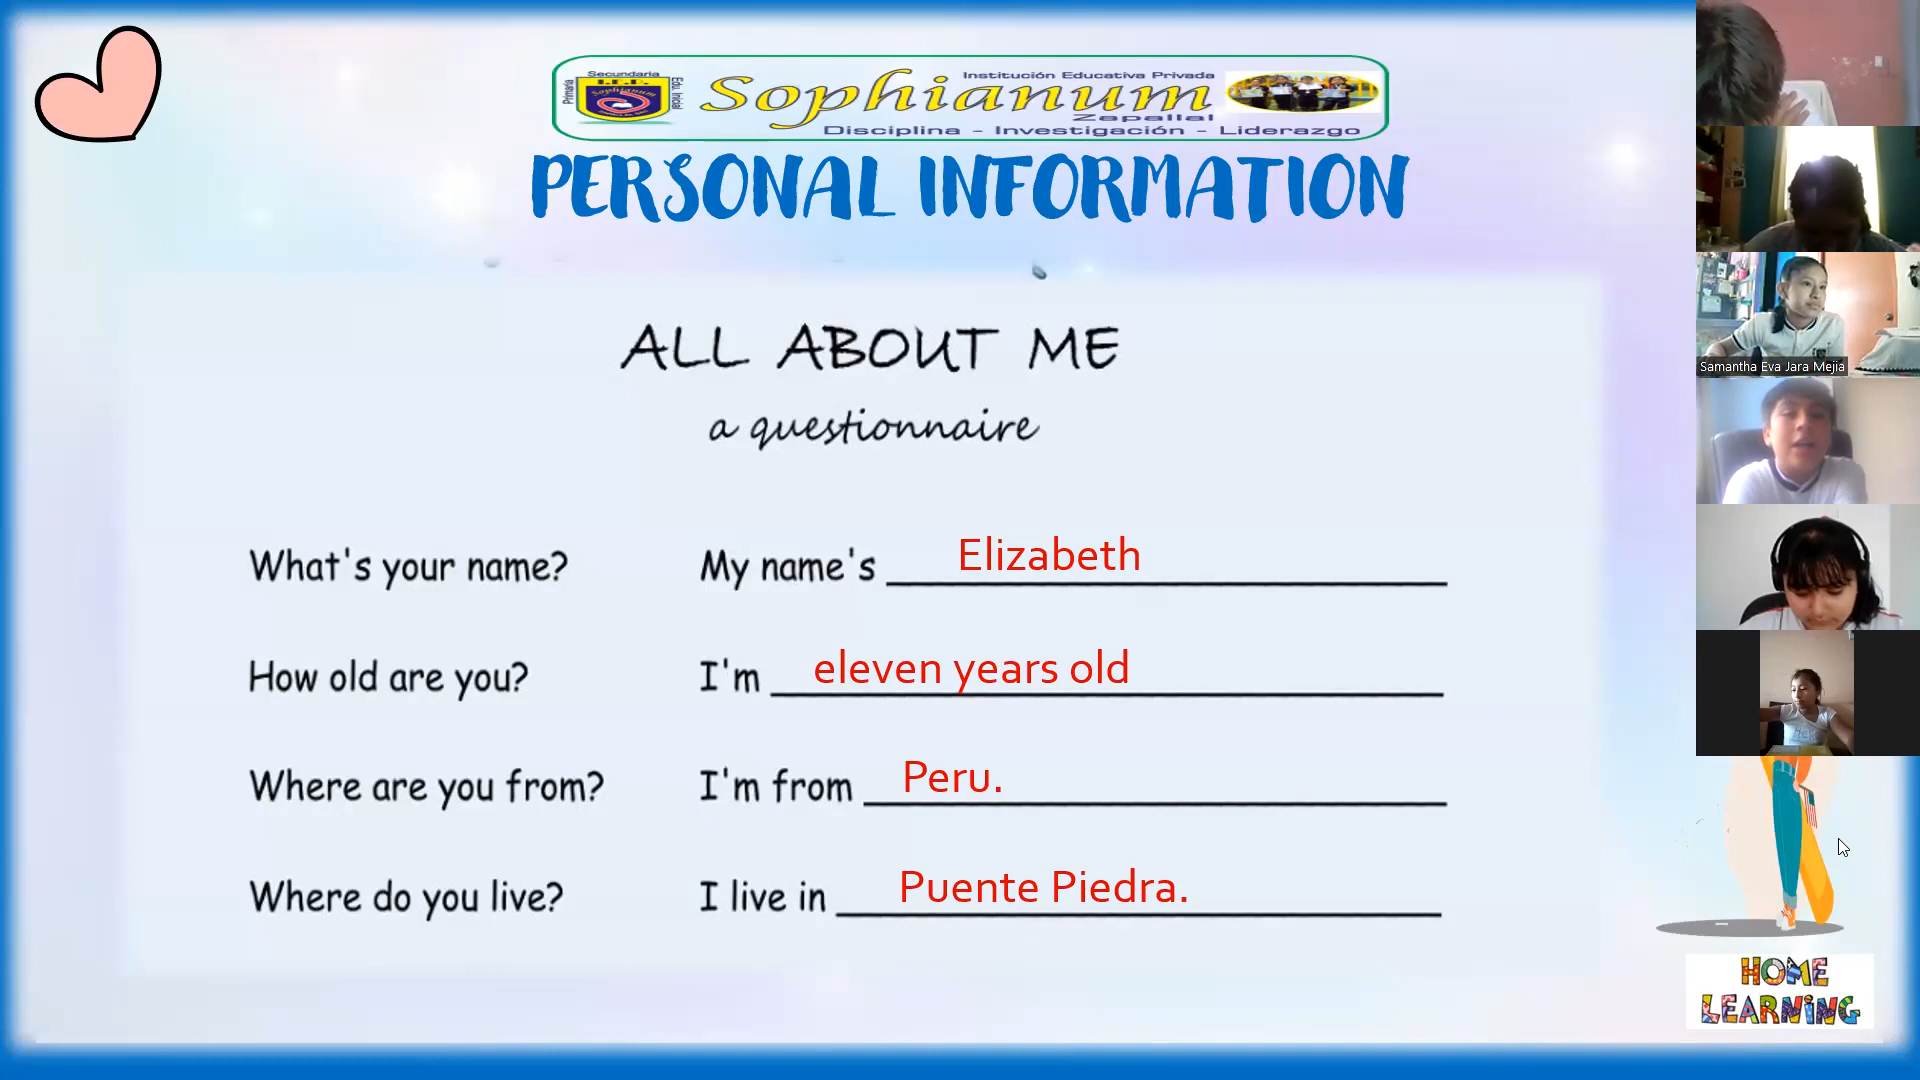 Secundaria
Primaria
I.E.P.
Sophianum
Edu. Inicial
Institución Educativa Privada
Sophianum
Zapallal
Disciplina - Investigación - Liderazgo
PERSONAL INFORMATION
ALL ABOUT ME
a questionnaire
What's your name? My name's Elizabeth
How old are you? I'm eleven years old
Where are you from? I'm from Peru.
Where do you live? I live in Puente Piedra.
Samantha Eva Jara Mejia
HOME
LEARNING